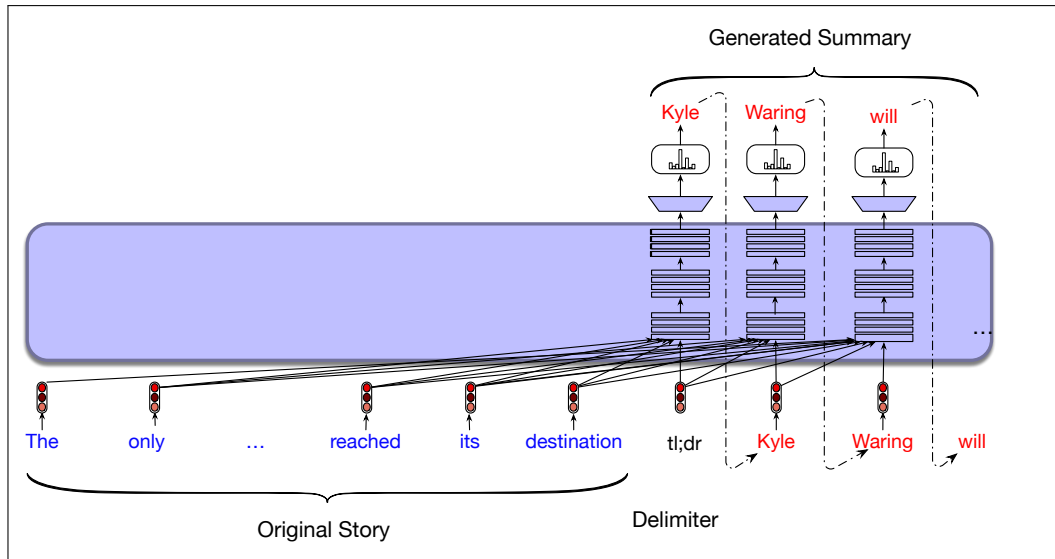 Generated Summary
Kyle Waring will
…
The only … reached its destination tl;dr Kyle Waring will
Original Story Delimiter